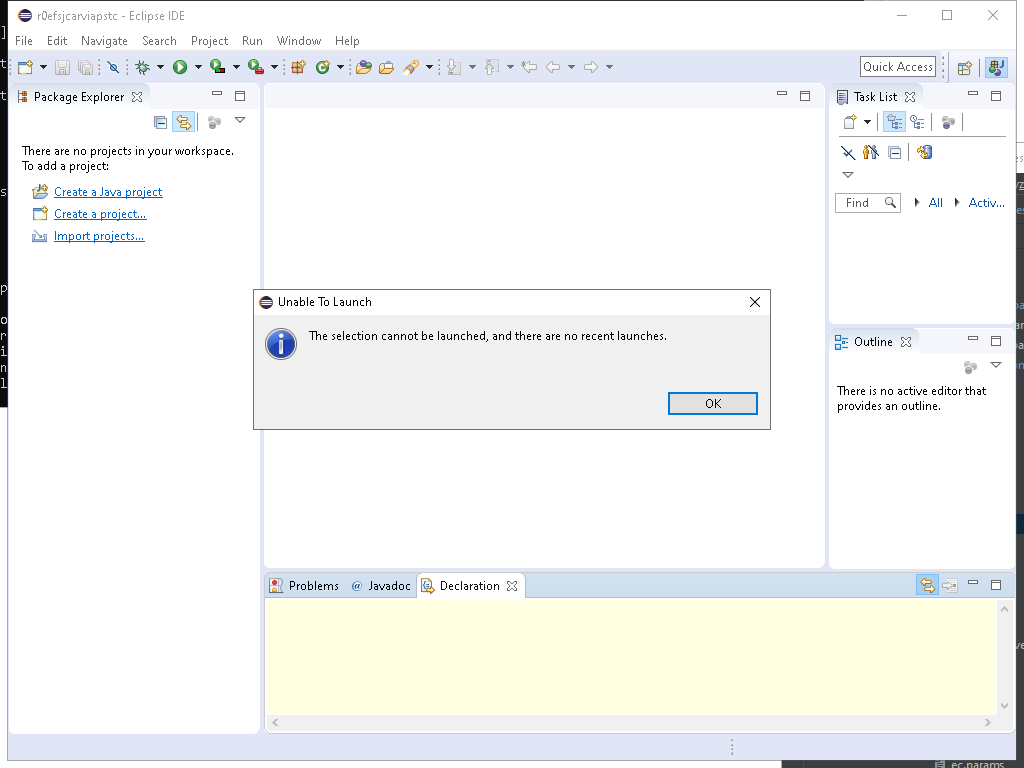 r0efsjcarviapstc - Eclipse IDE
File Edit Navigate Search Project Run Window Help
Quick Access
Package Explorer
There are no projects in your workspace.
To add a project:
Create a Java project
Create a project...
Import projects...
Task List
Find All Activ...
Unable To Launch
The selection cannot be launched, and there are no recent launches.
OK
Outline
There is no active editor that
provides an outline.
Problems @ Javadoc Declaration
ec.params